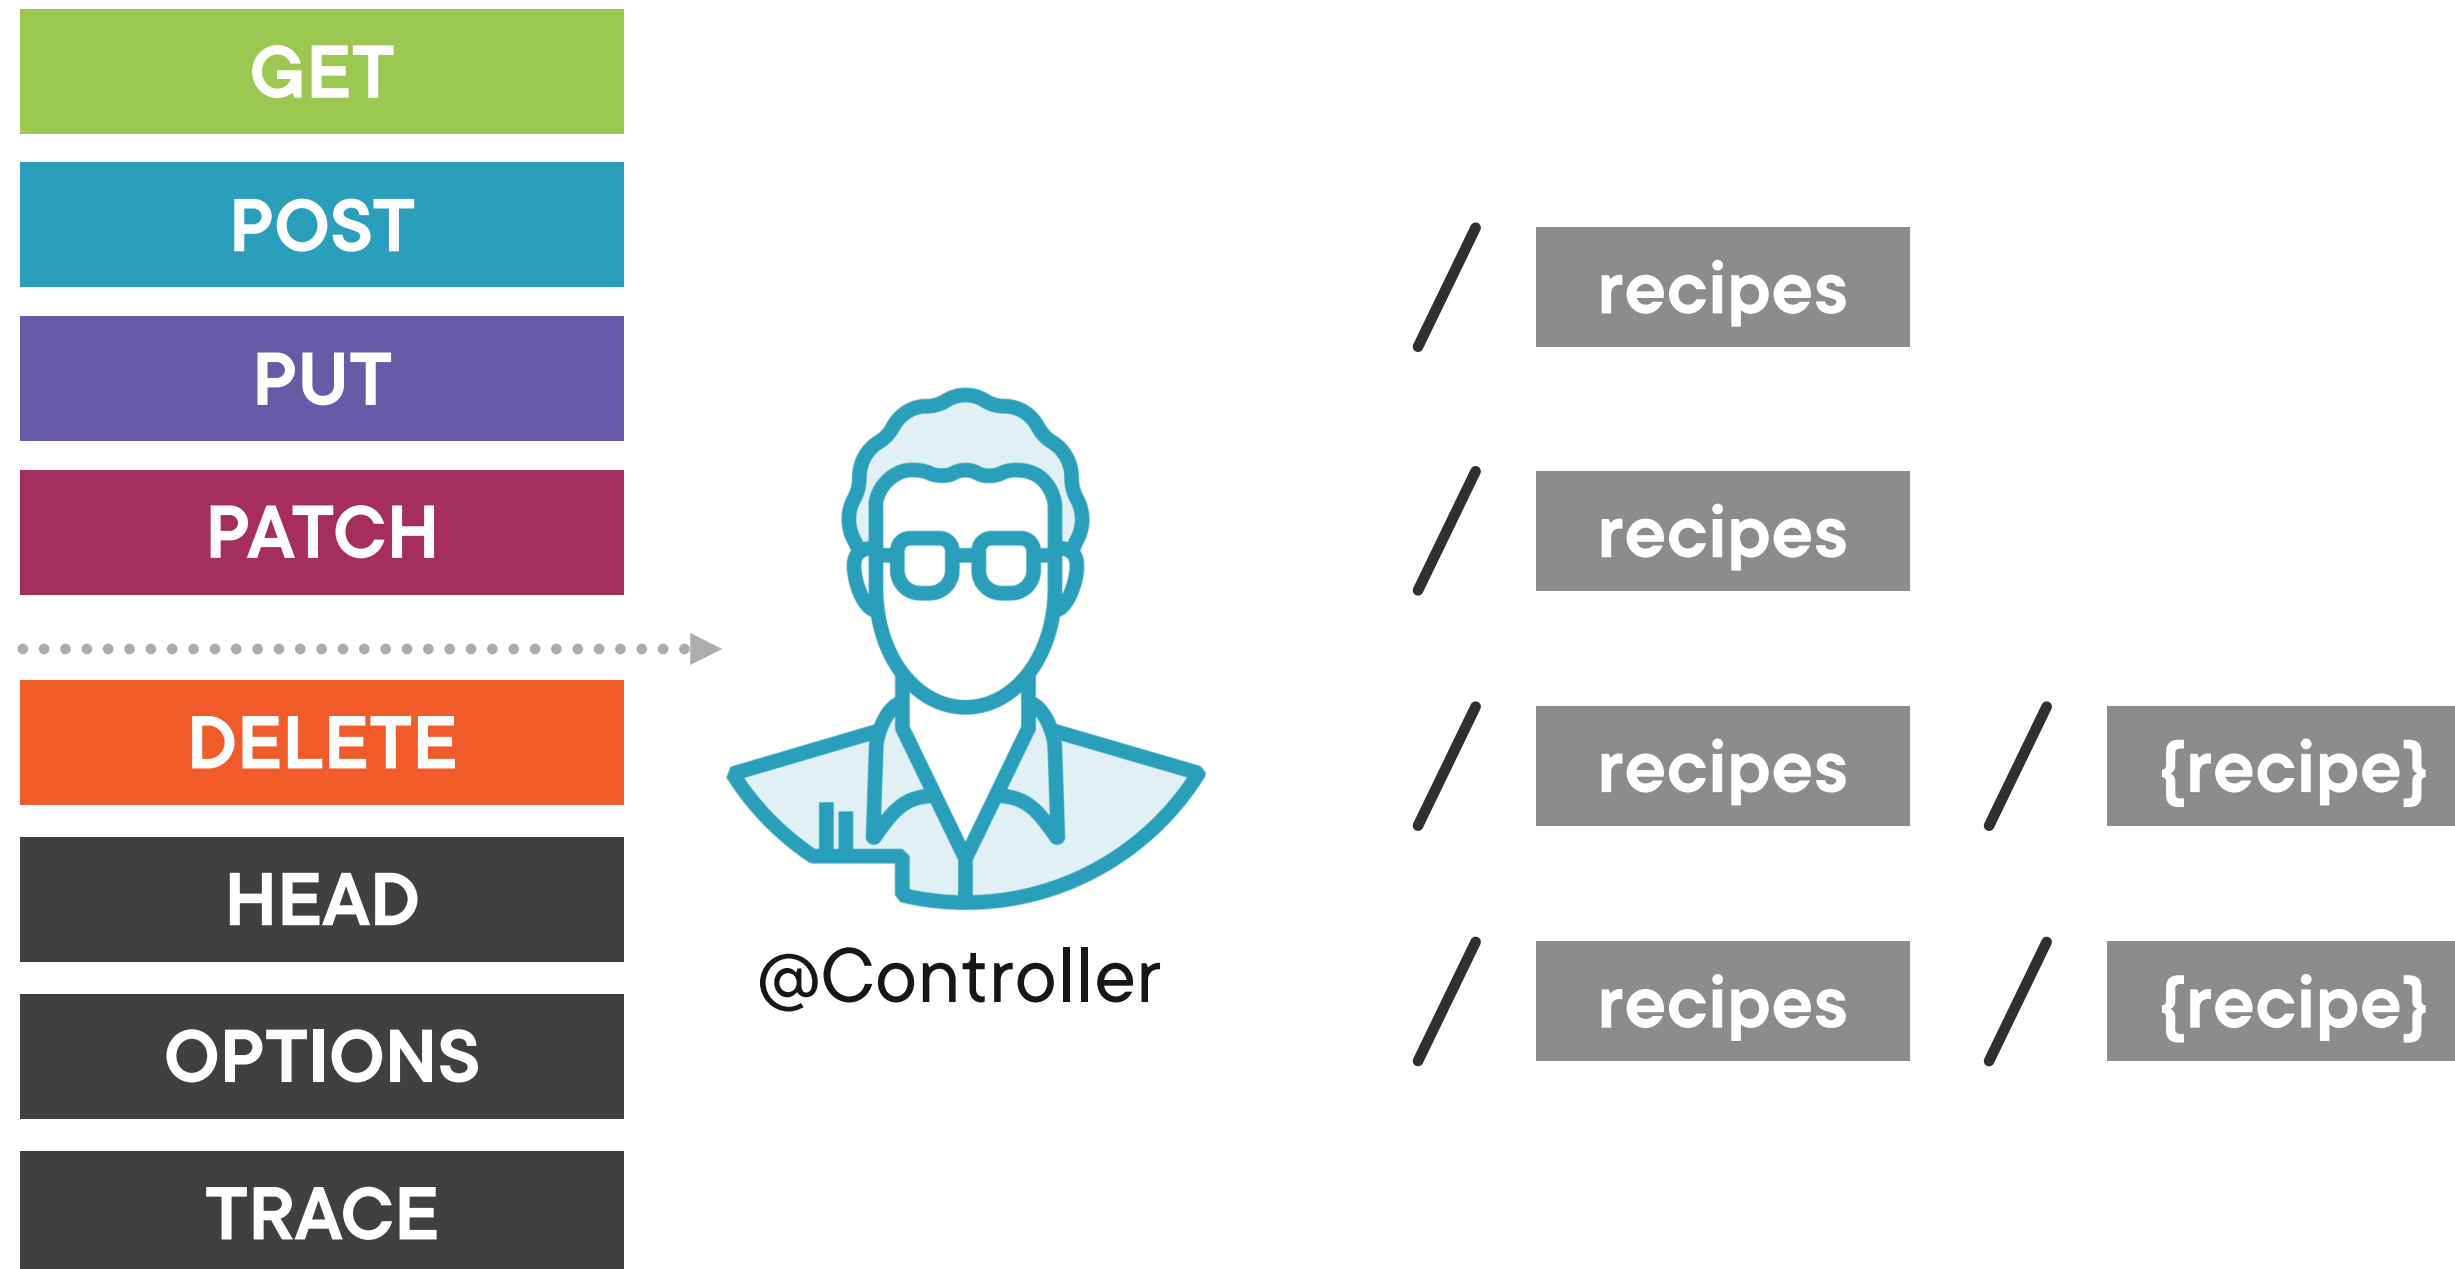 GET
POST
PUT
PATCH
DELETE
HEAD
OPTIONS
TRACE
@Controller
/ recipes
/ recipes
/ recipes / {recipe}
/ recipes / {recipe}